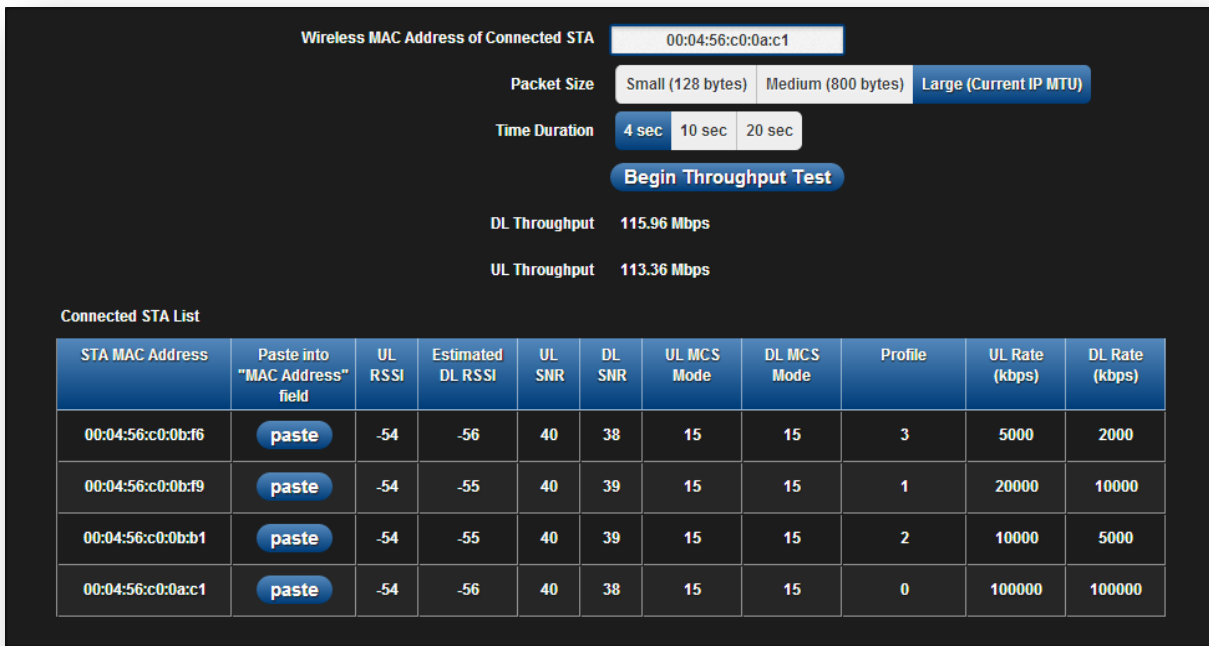 Wireless MAC Address of Connected STA 00:04:56:c0:0a:c1
Packet Size Small (128 bytes) Medium (800 bytes) Large (Current IP MTU)
Time Duration 4 sec 10 sec 20 sec
Begin Throughput Test
DL Throughput 115.96 Mbps
UL Throughput 113.36 Mbps
Connected STA List
STA MAC Address Paste into UL Estimated UL DL UL MCS DL MCS Profile UL Rate DL Rate
"MAC Address" RSSI DL RSSI SNR SNR Mode Mode (kbps) (kbps)
field
00:04:56:c0:0b:f6 paste -54 -56 40 38 15 15 3 5000 2000
00:04:56:c0:0b:f9 paste -54 -55 40 39 15 15 1 20000 10000
00:04:56:c0:0b:b1 paste -54 -55 40 39 15 15 2 10000 5000
00:04:56:c0:0a:c1 paste -54 -56 40 38 15 15 0 100000 100000